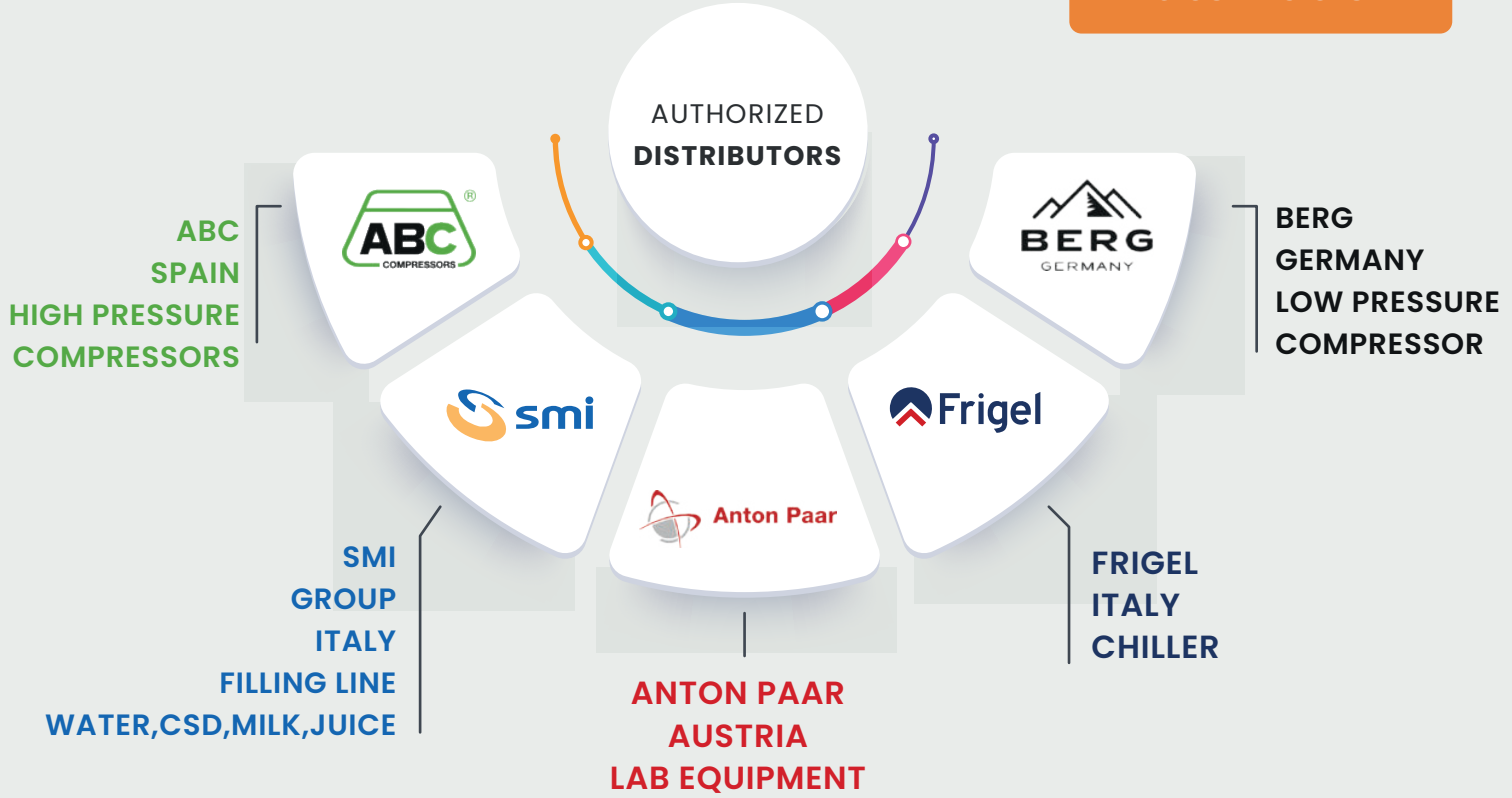 AUTHORIZED
DISTRIBUTORS
ABC
®
COMPRESSORS
ABC
SPAIN
HIGH PRESSURE
COMPRESSORS
BERG
GERMANY
BERG
GERMANY
LOW PRESSURE
COMPRESSOR
smi
SMI
GROUP
ITALY
FILLING LINE
WATER,CSD,MILK,JUICE
Anton Paar
ANTON PAAR
AUSTRIA
LAB EQUIPMENT
Frigel
FRIGEL
ITALY
CHILLER